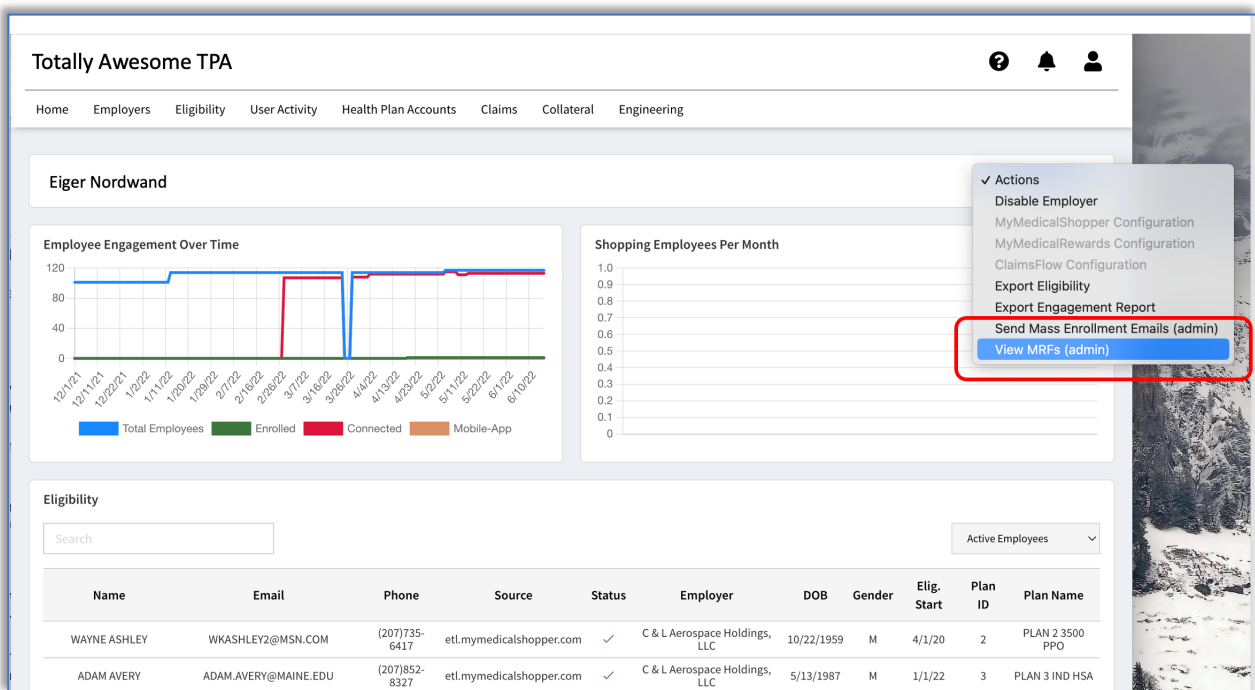 Totally Awesome TPA
Home Employers Eligibility User Activity Health Plan Accounts Claims Collateral Engineering
Eiger Nordwand
✓ Actions
Disable Employer
MyMedicalShopper Configuration
MyMedicalRewards Configuration
ClaimsFlow Configuration
Export Eligibility
Export Engagement Report
Send Mass Enrollment Emails (admin)
View MRFs (admin)
Employee Engagement Over Time
120
80
40
0
12/1/21 12/11/21 12/22/21 1/2/22 1/11/22 1/20/22 1/29/22 2/7/22 2/16/22 2/26/22 3/7/22 3/16/22 3/26/22 4/4/22 4/13/22 4/23/22 5/2/22 5/11/22 5/22/22 6/1/22 6/10/22
Total Employees Enrolled Connected Mobile-App
Shopping Employees Per Month
1.0
0.9
0.8
0.7
0.6
0.5
0.4
0.3
0.2
0.1
0
Eligibility
Search
Active Employees
Name Email Phone Source Status Employer DOB Gender Elig. Start Plan ID Plan Name
WAYNE ASHLEY WKASHLEY2@MSN.COM (207)735-6417 etl.mymedicalshopper.com ✓ C & L Aerospace Holdings, LLC 10/22/1959 M 4/1/20 2 PLAN 2 3500 PPO
ADAM AVERY ADAM.AVERY@MAINE.EDU (207)852-8327 etl.mymedicalshopper.com ✓ C & L Aerospace Holdings, LLC 5/13/1987 M 1/1/22 3 PLAN 3 IND HSA